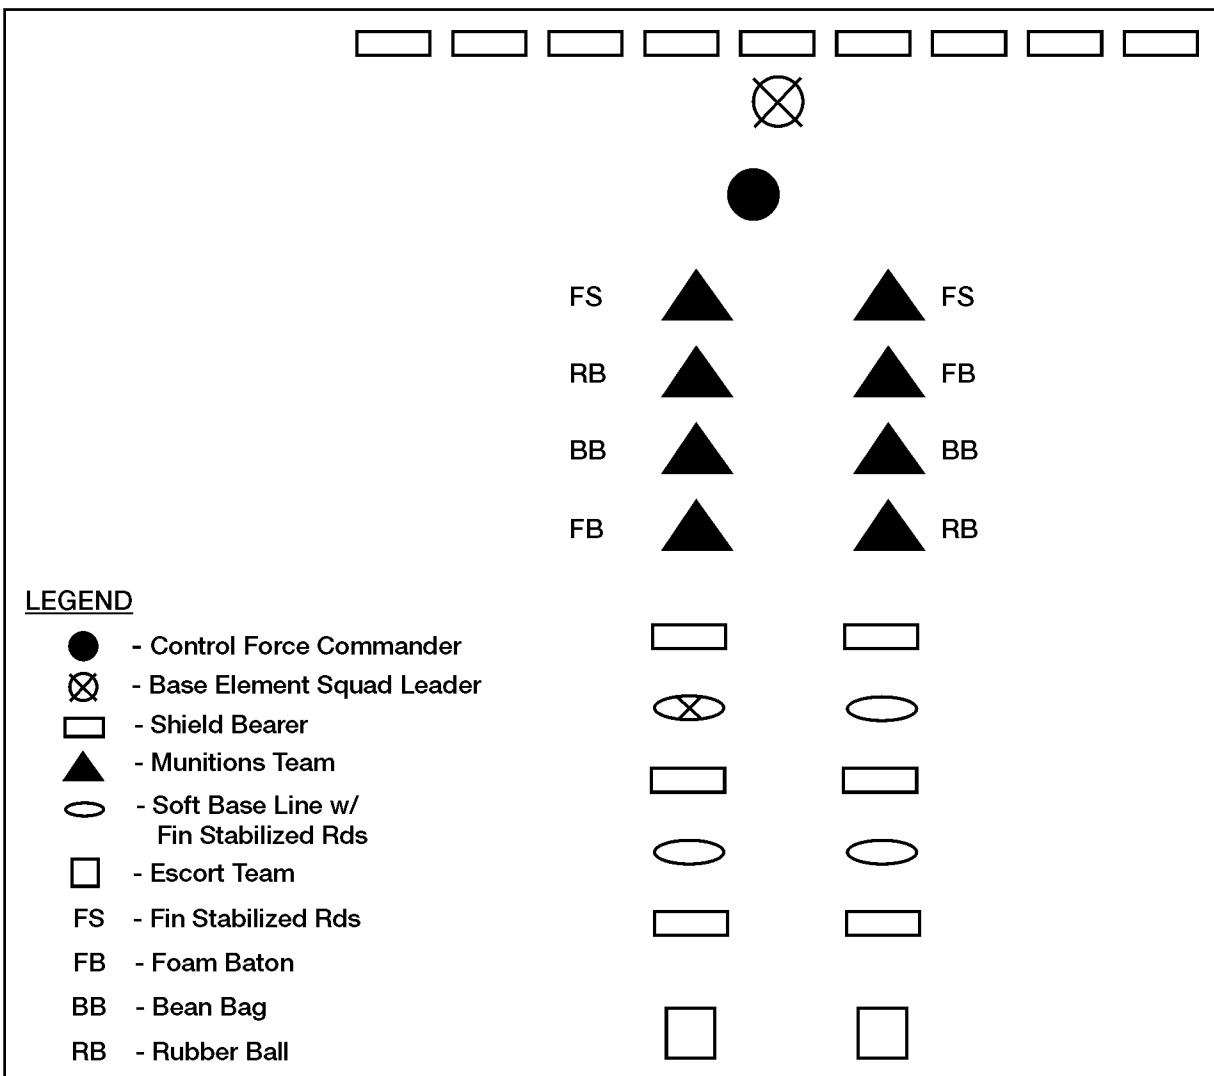 FS FS
RB FB
BB BB
FB RB
LEGEND
- Control Force Commander
- Base Element Squad Leader
- Shield Bearer
- Munitions Team
- Soft Base Line w/
Fin Stabilized Rds
- Escort Team
FS - Fin Stabilized Rds
FB - Foam Baton
BB - Bean Bag
RB - Rubber Ball